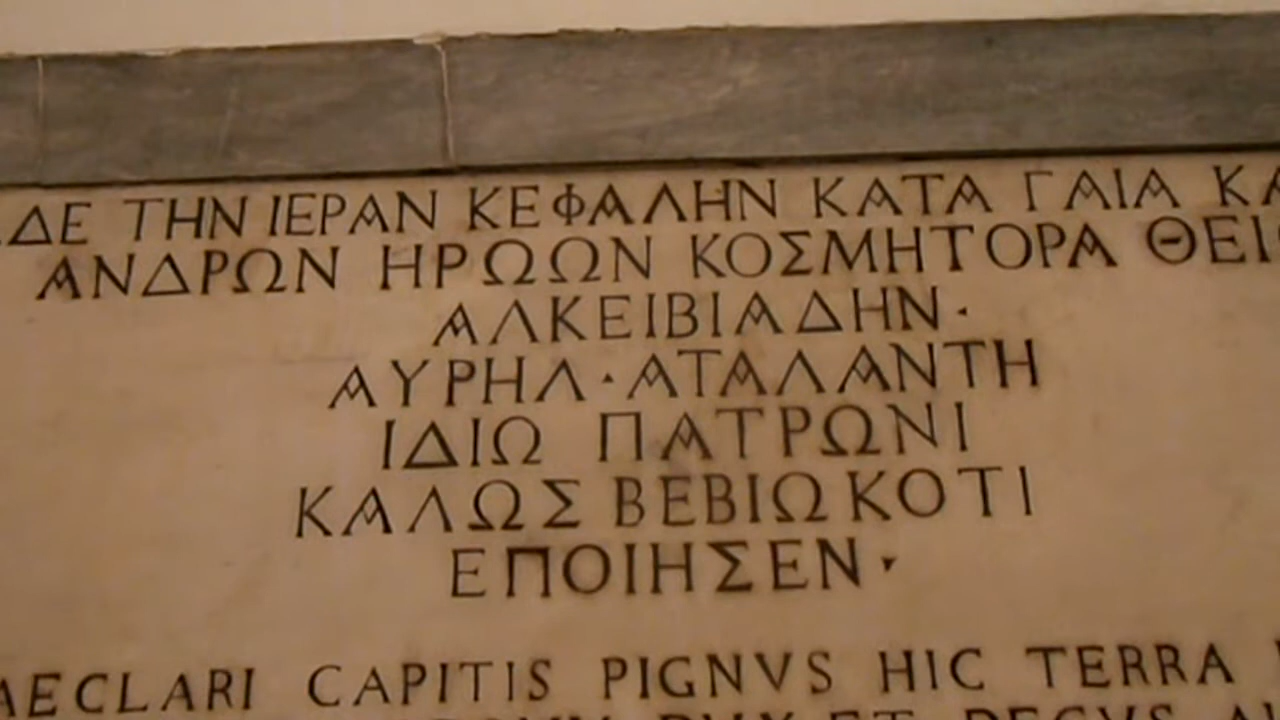 ΔΕ ΤΗΝ ΙΕΡΑΝ ΚΕΦΑΛΗΝ ΚΑΤΑ ΓΑΙΑ
ΑΝΔΡΩΝ ΗΡΩΩΝ ΚΟΣΜΗΤΟΡΑ
ΑΛΚΕΙΒΙΑΔΗΝ·
ΑΥΡΗΛ·ΑΤΑΛΑΝΤΗ
ΙΔΙΩ ΠΑΤΡΩΝΙ
ΚΑΛΩΣ ΒΕΒΙΩΚΟΤΙ
ΕΠΟΙΗΣΕΝ·
AECLARI CAPITIS PIGNVS HIC TERRA